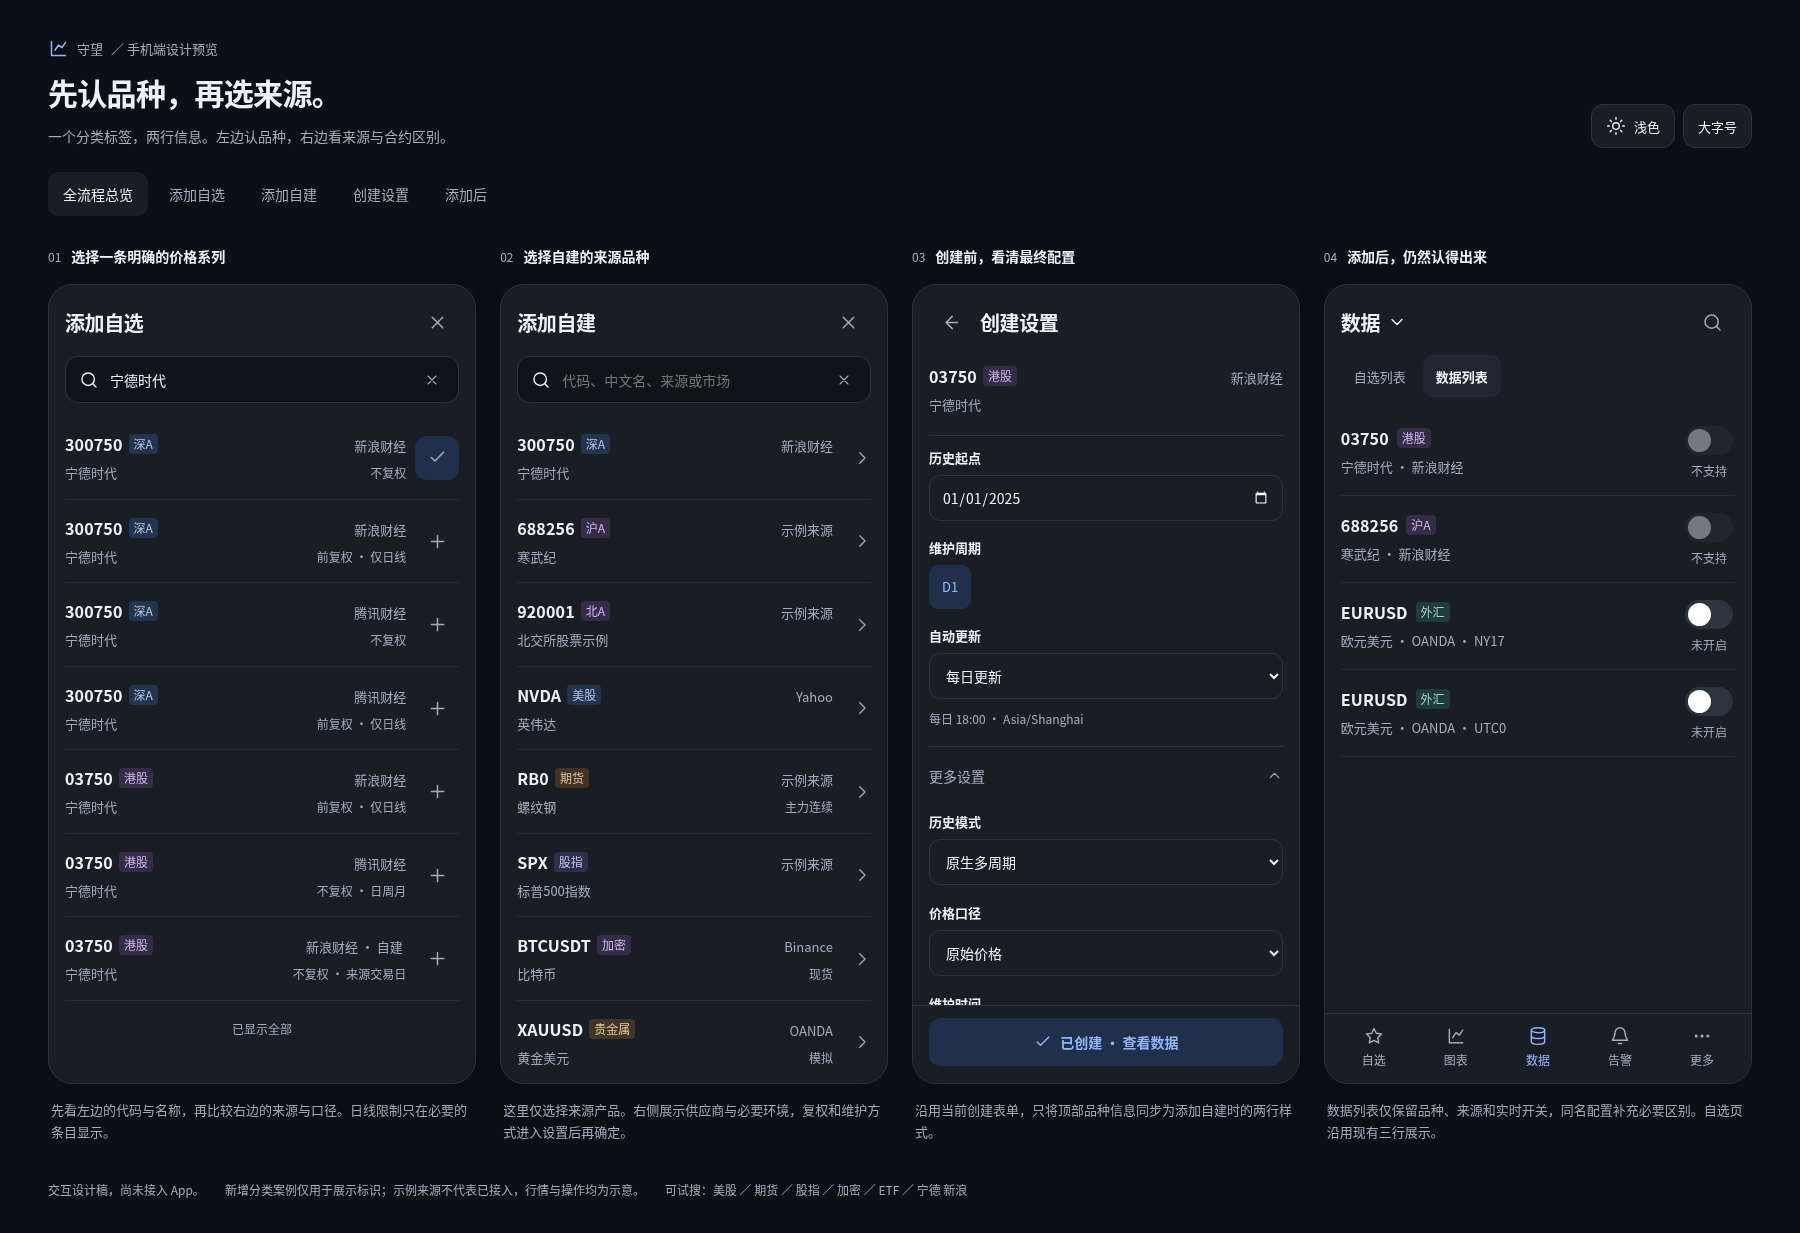 守望 ／手机端设计预览
先认品种，再选来源。
一个分类标签，两行信息。左边认品种，右边看来源与合约区别。
浅色
大字号
全流程总览
添加自选
添加自建
创建设置
添加后
01 选择一条明确的价格系列
添加自选
宁德时代
300750 深A 新浪财经
宁德时代 不复权
300750 深A 新浪财经
宁德时代 前复权 · 仅日线
300750 深A 腾讯财经
宁德时代 不复权
300750 深A 腾讯财经
宁德时代 前复权 · 仅日线
03750 港股 新浪财经
宁德时代 前复权 · 仅日线
03750 港股 腾讯财经
宁德时代 不复权 · 日周月
03750 港股 新浪财经 · 自建
宁德时代 不复权 · 来源交易日
已显示全部
先看左边的代码与名称，再比较右边的来源与口径。日线限制只在必要的
条目显示。
02 选择自建的来源品种
添加自建
代码、中文名、来源或市场
300750 深A 新浪财经
宁德时代
688256 沪A 示例来源
寒武纪
920001 北A 示例来源
北交所股票示例
NVDA 美股 Yahoo
英伟达
RB0 期货 示例来源
螺纹钢 主力连续
SPX 股指 示例来源
标普500指数
BTCUSDT 加密 Binance
比特币 现货
XAUUSD 贵金属 OANDA
黄金美元 模拟
这里仅选择来源产品。右侧展示供应商与必要环境，复权和维护方
式进入设置后再确定。
03 创建前，看清最终配置
创建设置
03750 港股 新浪财经
宁德时代
历史起点
01/01/2025
维护周期
D1
自动更新
每日更新
每日 18:00 · Asia/Shanghai
更多设置
历史模式
原生多周期
价格口径
原始价格
维护时间
已创建 · 查看数据
沿用当前创建表单，只将顶部品种信息同步为添加自建时的两行样
式。
04 添加后，仍然认得出来
数据
自选列表
数据列表
03750 港股
宁德时代 · 新浪财经 不支持
688256 沪A
寒武纪 · 新浪财经 不支持
EURUSD 外汇
欧元美元 · OANDA · NY17 未开启
EURUSD 外汇
欧元美元 · OANDA · UTC0 未开启
自选
图表
数据
告警
更多
数据列表仅保留品种、来源和实时开关，同名配置补充必要区别。自选页
沿用现有三行展示。
交互设计稿，尚未接入 App。 新增分类案例仅用于展示标识；示例来源不代表已接入，行情与操作均为示意。 可试搜：美股 ／ 期货 ／ 股指 ／ 加密 ／ ETF ／ 宁德 新浪